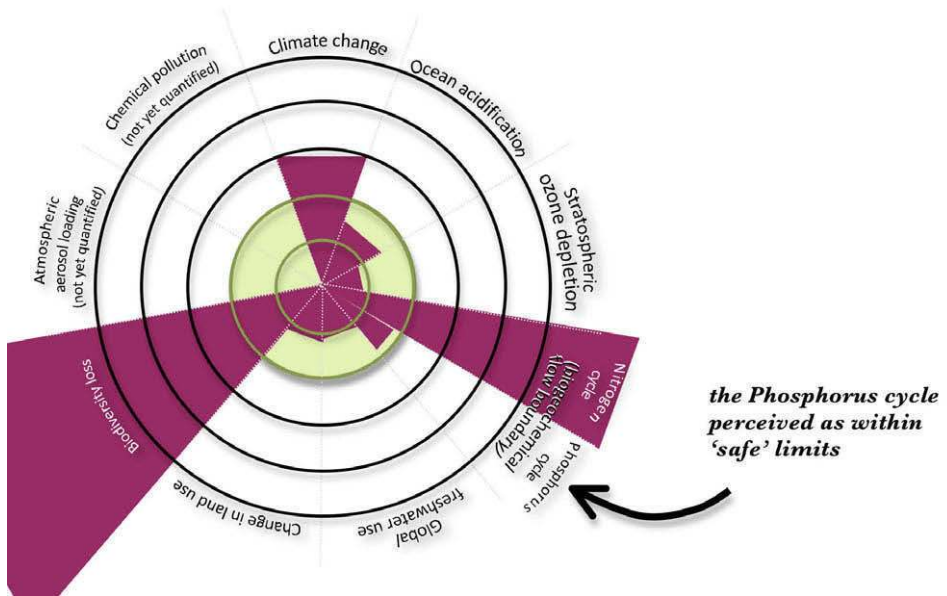 Climate change
Ocean acidification
Stratospheric
ozone depletion
Nitrogen
cycle
(biogeochemical
flow boundary)
Phosphorus
cycle
Global
freshwater use
Change in land use
Biodiversity loss
Atmospheric
aerosol loading
(not yet quantified)
Chemical pollution
(not yet quantified)
the Phosphorus cycle
perceived as within
‘safe’ limits